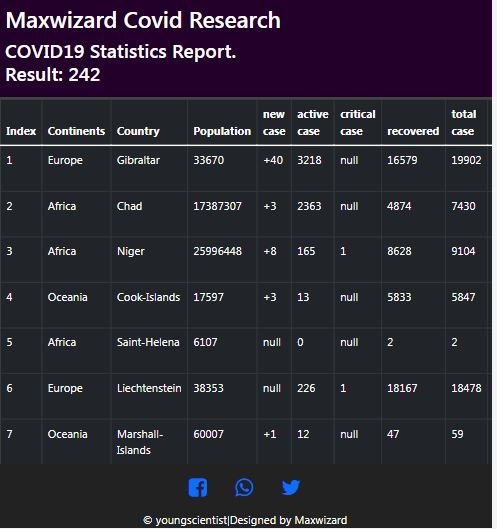 Maxwizard Covid Research
COVID19 Statistics Report.
Result: 242
Index Continents Country Population new case active case critical case recovered total case
1 Europe Gibraltar 33670 +40 3218 null 16579 19902
2 Africa Chad 17387307 +3 2363 null 4874 7430
3 Africa Niger 25996448 +8 165 1 8628 9104
4 Oceania Cook-Islands 17597 +3 13 null 5833 5847
5 Africa Saint-Helena 6107 null 0 null 2 2
6 Europe Liechtenstein 38353 null 226 1 18167 18478
7 Oceania Marshall-Islands 60007 +1 12 null 47 59
© youngscientist|Designed by Maxwizard